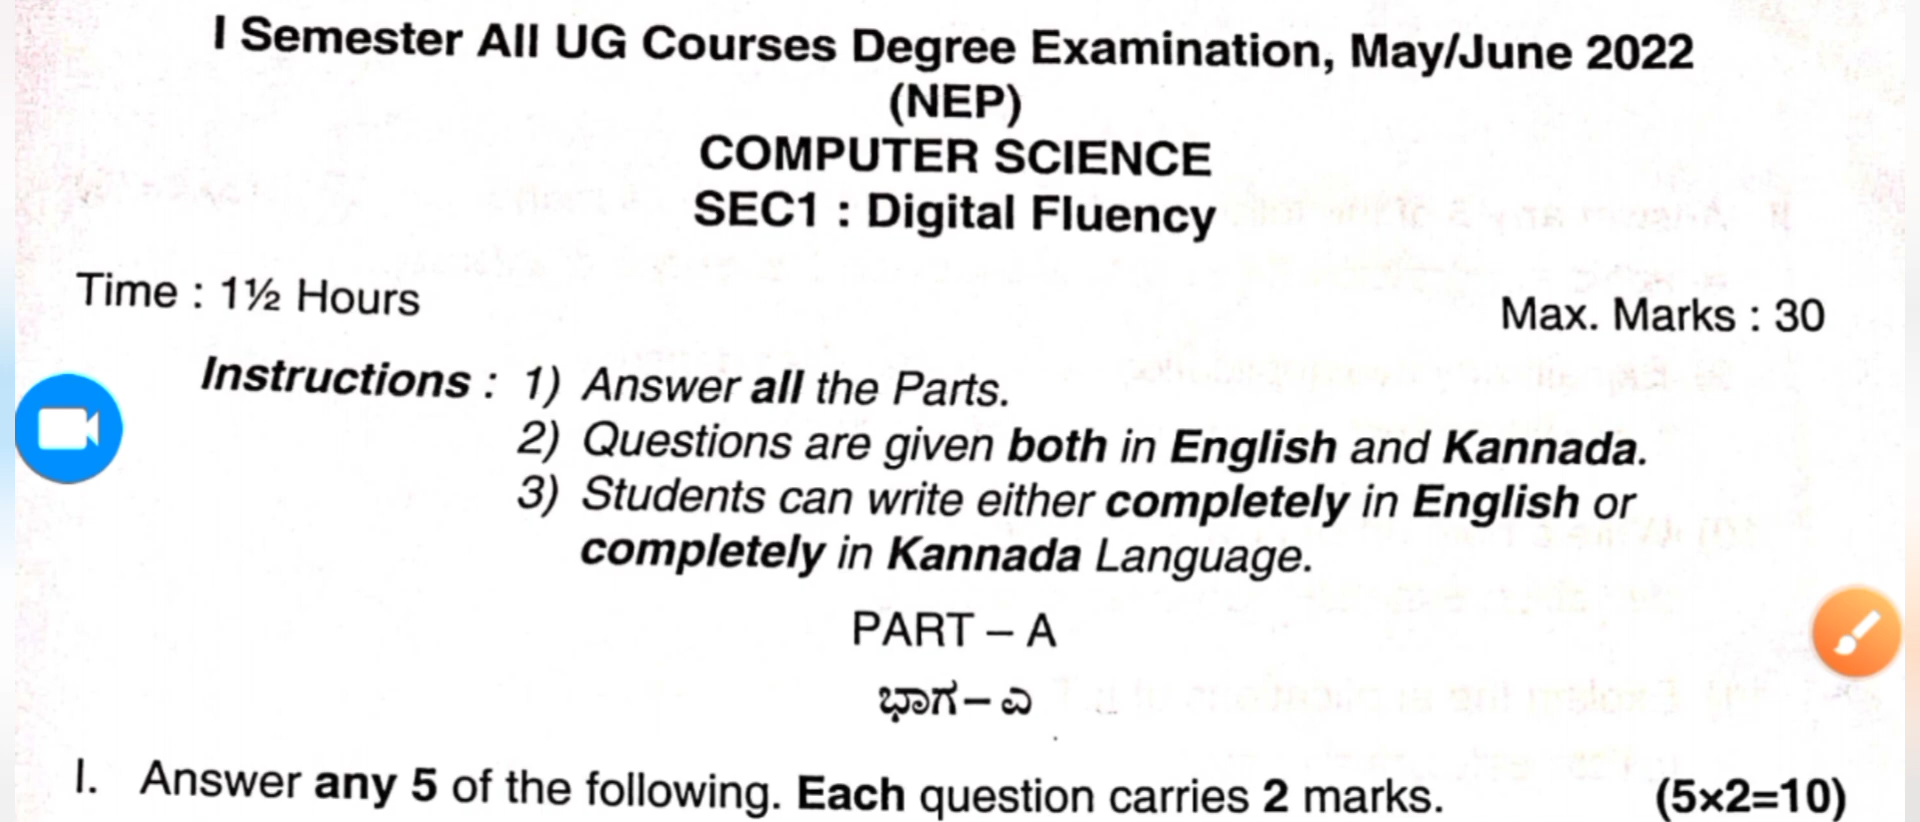 I Semester All UG Courses Degree Examination, May/June 2022
(NEP)
COMPUTER SCIENCE
SEC1 : Digital Fluency
Time : 1½ Hours
Max. Marks : 30
Instructions : 1) Answer all the Parts.
2) Questions are given both in English and Kannada.
3) Students can write either completely in English or
completely in Kannada Language.
PART – A
ಭಾಗ – ಎ
I. Answer any 5 of the following. Each question carries 2 marks. (5×2=10)